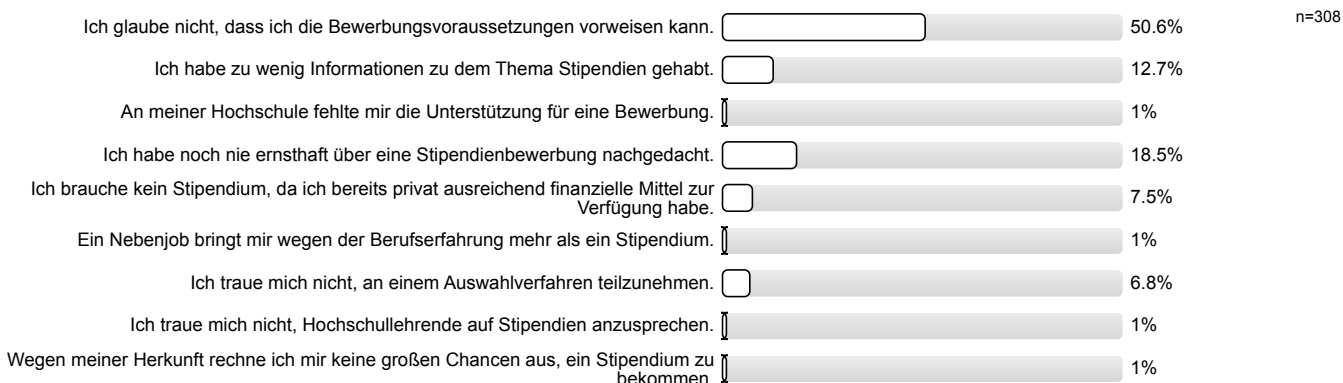 n=308
Ich glaube nicht, dass ich die Bewerbungsvoraussetzungen vorweisen kann. 50.6%
Ich habe zu wenig Informationen zu dem Thema Stipendien gehabt. 12.7%
An meiner Hochschule fehlte mir die Unterstützung für eine Bewerbung. 1%
Ich habe noch nie ernsthaft über eine Stipendienbewerbung nachgedacht. 18.5%
Ich brauche kein Stipendium, da ich bereits privat ausreichend finanzielle Mittel zur
Verfügung habe. 7.5%
Ein Nebenjob bringt mir wegen der Berufserfahrung mehr als ein Stipendium. 1%
Ich traue mich nicht, an einem Auswahlverfahren teilzunehmen. 6.8%
Ich traue mich nicht, Hochschullehrende auf Stipendien anzusprechen. 1%
Wegen meiner Herkunft rechne ich mir keine großen Chancen aus, ein Stipendium zu
bekommen. 1%